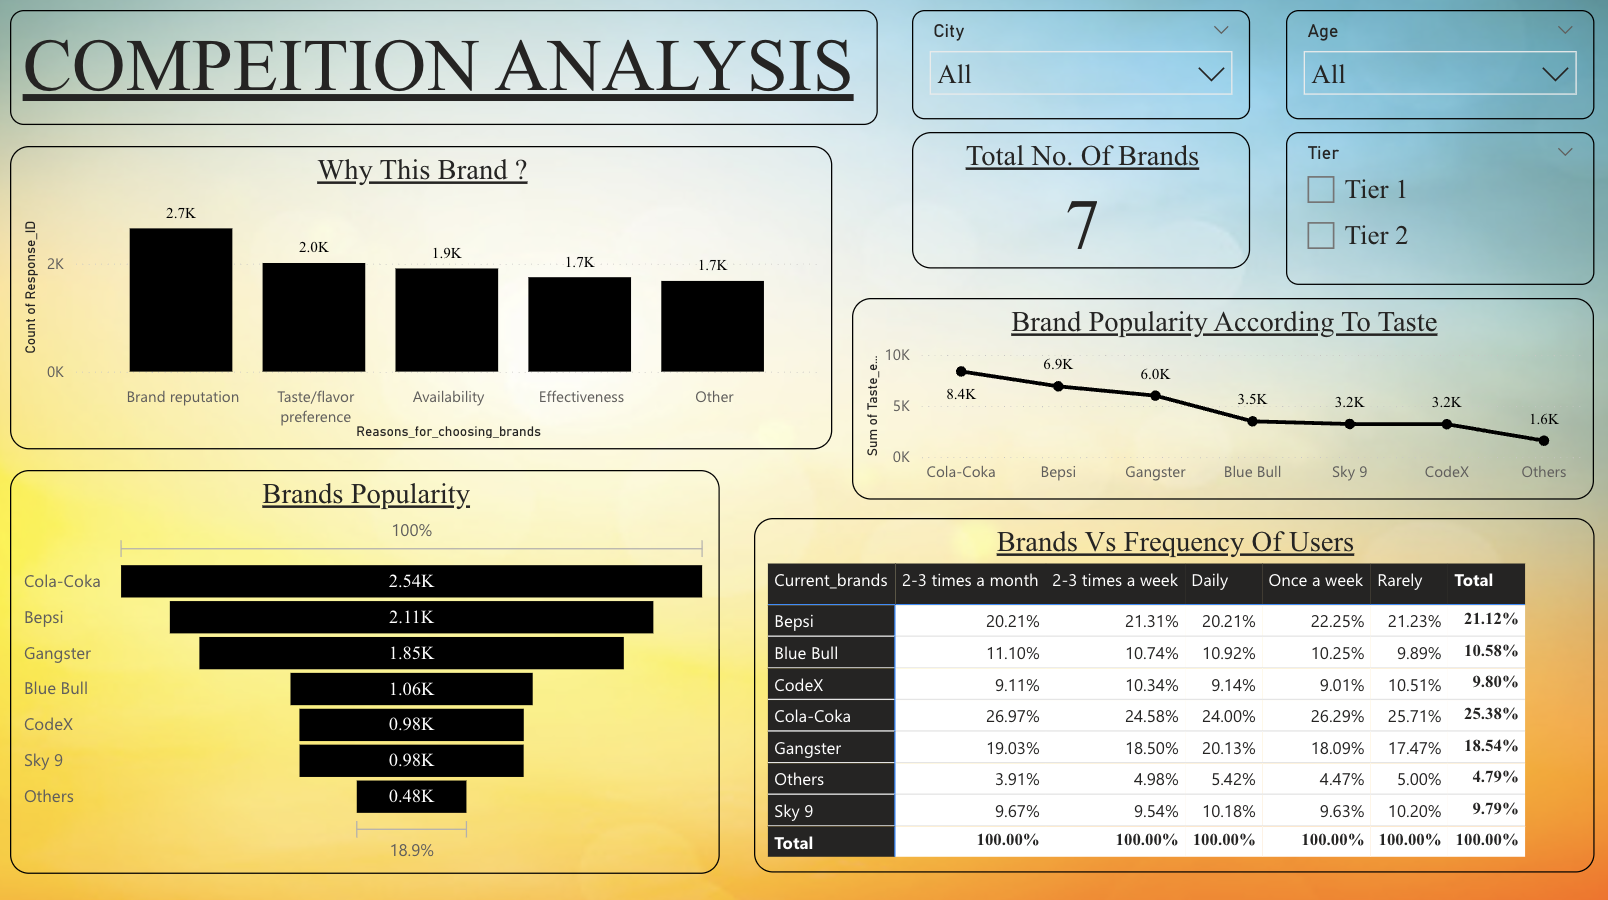 COMPEITION ANALYSIS
City
All
Age
All
Total No. Of Brands
7
Tier
Tier 1
Tier 2
Why This Brand ?
Count of Response_ID
2K
0K
2.7K
2.0K
1.9K
1.7K
1.7K
Brand reputation
Taste/flavor
preference
Availability
Effectiveness
Other
Reasons_for_choosing_brands
Brand Popularity According To Taste
Sum of Taste_e...
10K
5K
0K
8.4K
6.9K
6.0K
3.5K
3.2K
3.2K
1.6K
Cola-Coka
Bepsi
Gangster
Blue Bull
Sky 9
CodeX
Others
Brands Popularity
100%
Cola-Coka 2.54K
Bepsi 2.11K
Gangster 1.85K
Blue Bull 1.06K
CodeX 0.98K
Sky 9 0.98K
Others 0.48K
18.9%
Brands Vs Frequency Of Users
Current_brands 2-3 times a month 2-3 times a week Daily Once a week Rarely Total
Bepsi 20.21% 21.31% 20.21% 22.25% 21.23% 21.12%
Blue Bull 11.10% 10.74% 10.92% 10.25% 9.89% 10.58%
CodeX 9.11% 10.34% 9.14% 9.01% 10.51% 9.80%
Cola-Coka 26.97% 24.58% 24.00% 26.29% 25.71% 25.38%
Gangster 19.03% 18.50% 20.13% 18.09% 17.47% 18.54%
Others 3.91% 4.98% 5.42% 4.47% 5.00% 4.79%
Sky 9 9.67% 9.54% 10.18% 9.63% 10.20% 9.79%
Total 100.00% 100.00% 100.00% 100.00% 100.00% 100.00%